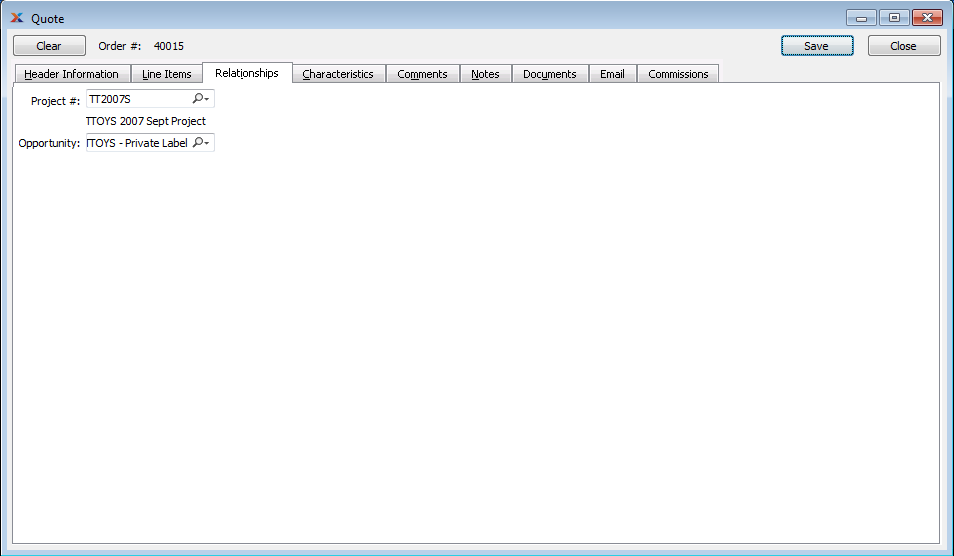 Quote
Clear Order #: 40015 Save Close
Header Information Line Items Relationships Characteristics Comments Notes Documents Email Commissions
Project #: TT2007S
TTOYS 2007 Sept Project
Opportunity: TTOYS - Private Label